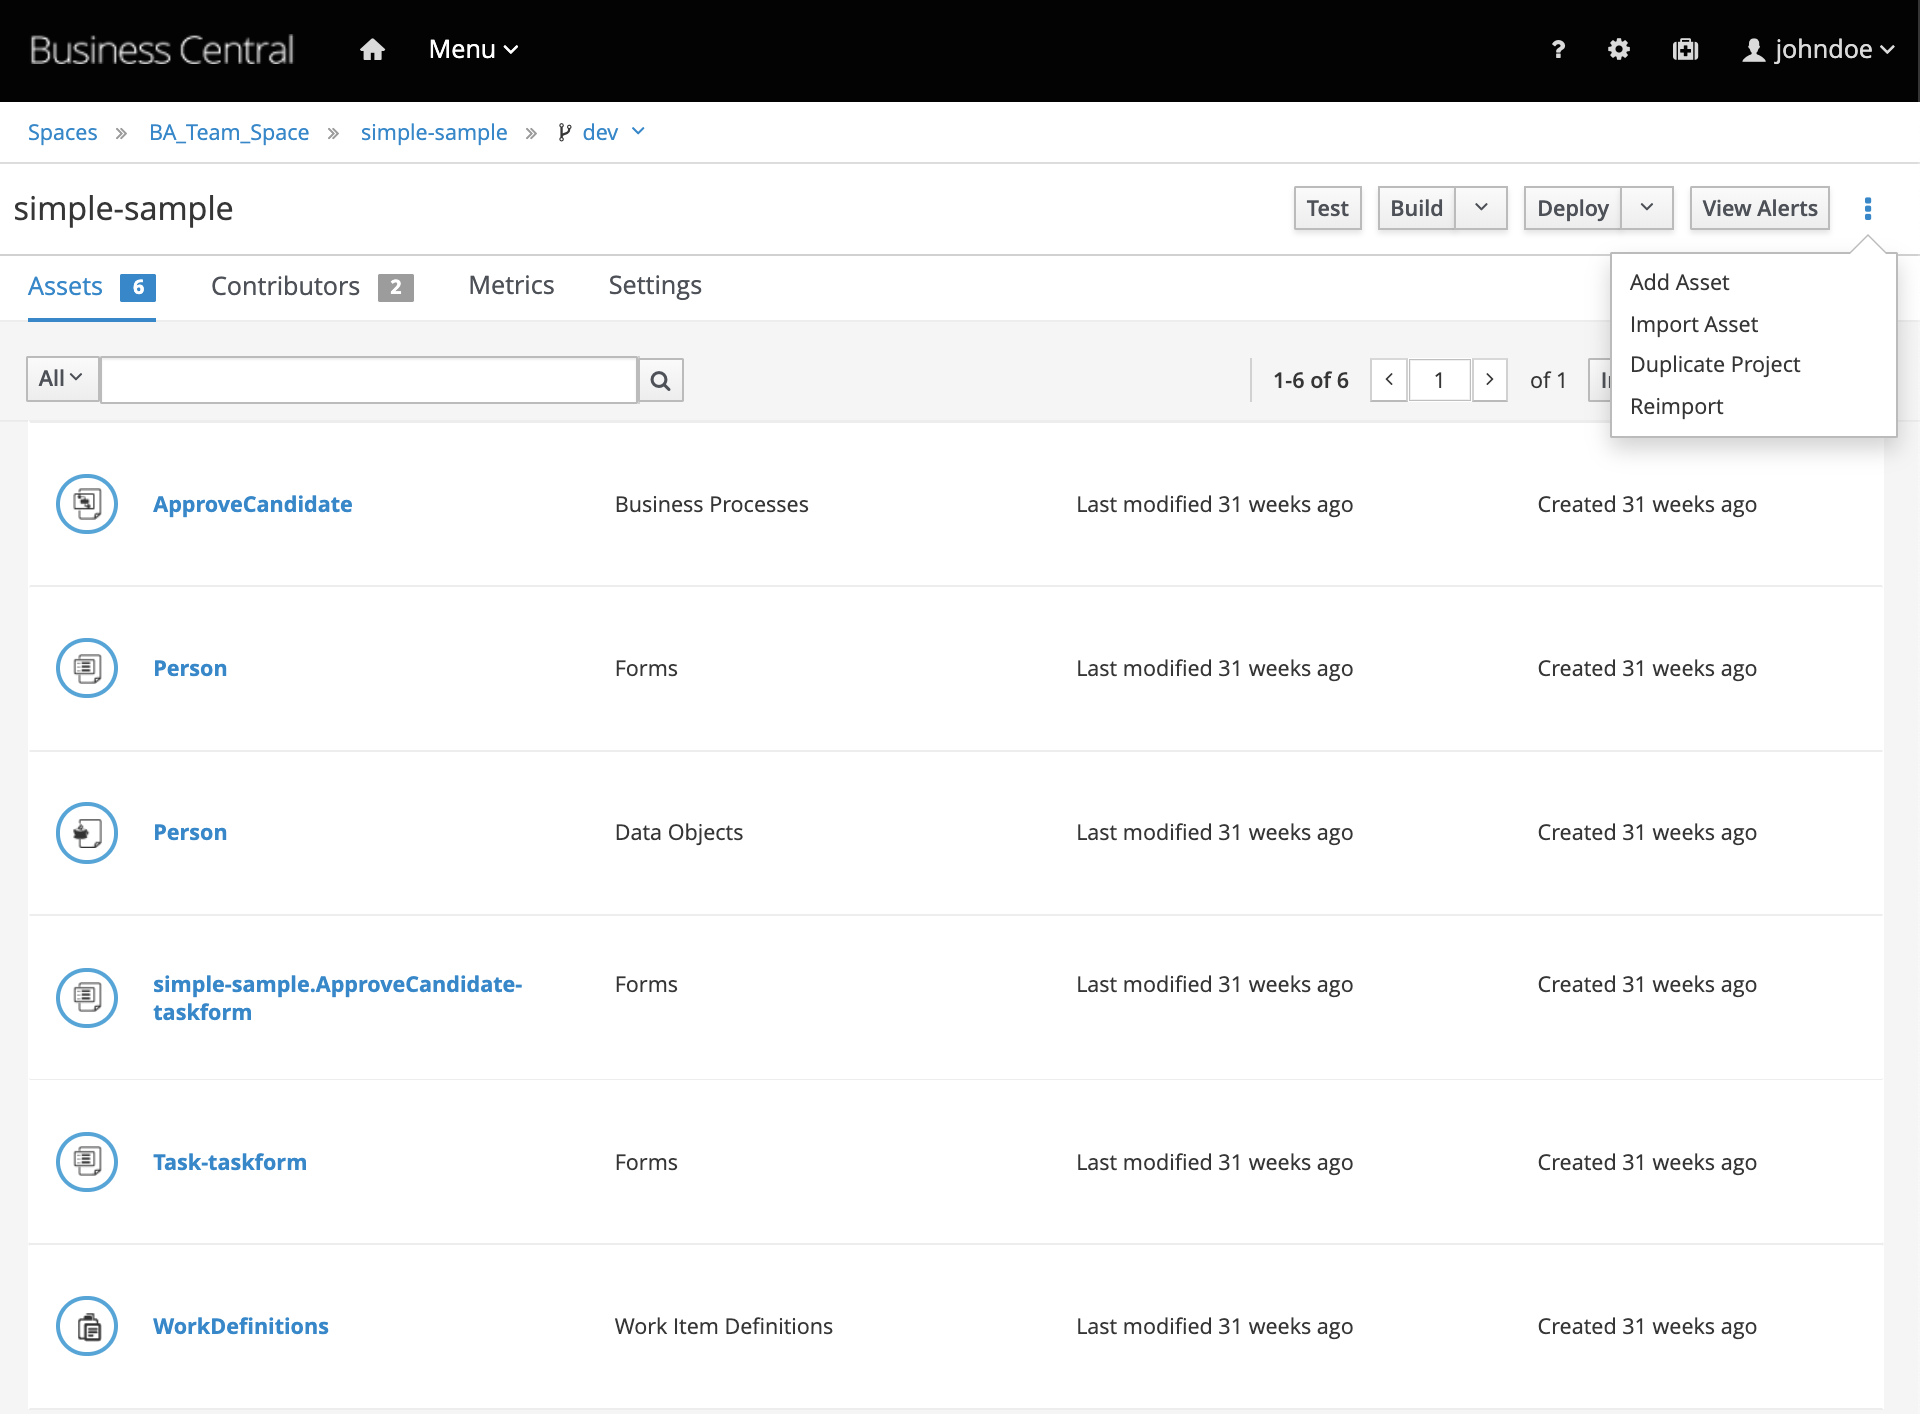 Business Central Menu ? johndoe
Spaces » BA_Team_Space » simple-sample » dev
simple-sample Test Build Deploy View Alerts
Assets 6 Contributors 2 Metrics Settings
Add Asset
Import Asset
Duplicate Project
Reimport
All 1-6 of 6 1 of 1
ApproveCandidate Business Processes Last modified 31 weeks ago Created 31 weeks ago
Person Forms Last modified 31 weeks ago Created 31 weeks ago
Person Data Objects Last modified 31 weeks ago Created 31 weeks ago
simple-sample.ApproveCandidate- Forms Last modified 31 weeks ago Created 31 weeks ago
taskform
Task-taskform Forms Last modified 31 weeks ago Created 31 weeks ago
WorkDefinitions Work Item Definitions Last modified 31 weeks ago Created 31 weeks ago